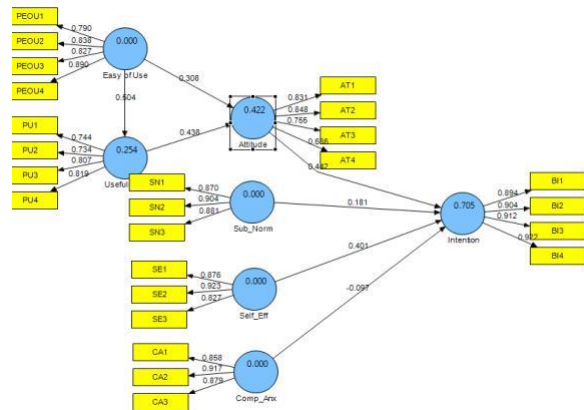 PEOU1
PEOU2
PEOU3
PEOU4
0.790
0.838
0.827
0.890
0.000
Easy of Use
0.308
0.504
PU1
PU2
PU3
PU4
0.744
0.734
0.807
0.819
0.254
Useful
0.438
0.422
Attitude
0.831
0.848
0.755
AT1
AT2
AT3
AT4
SN1
SN2
SN3
0.870
0.904
0.881
0.000
Sub_Norm
0.181
0.705
Intention
0.894
0.904
0.912
0.922
BI1
BI2
BI3
BI4
SE1
SE2
SE3
0.876
0.923
0.827
0.000
Self_Eff
0.401
-0.097
CA1
CA2
CA3
0.858
0.917
0.879
0.000
Comp_Anx